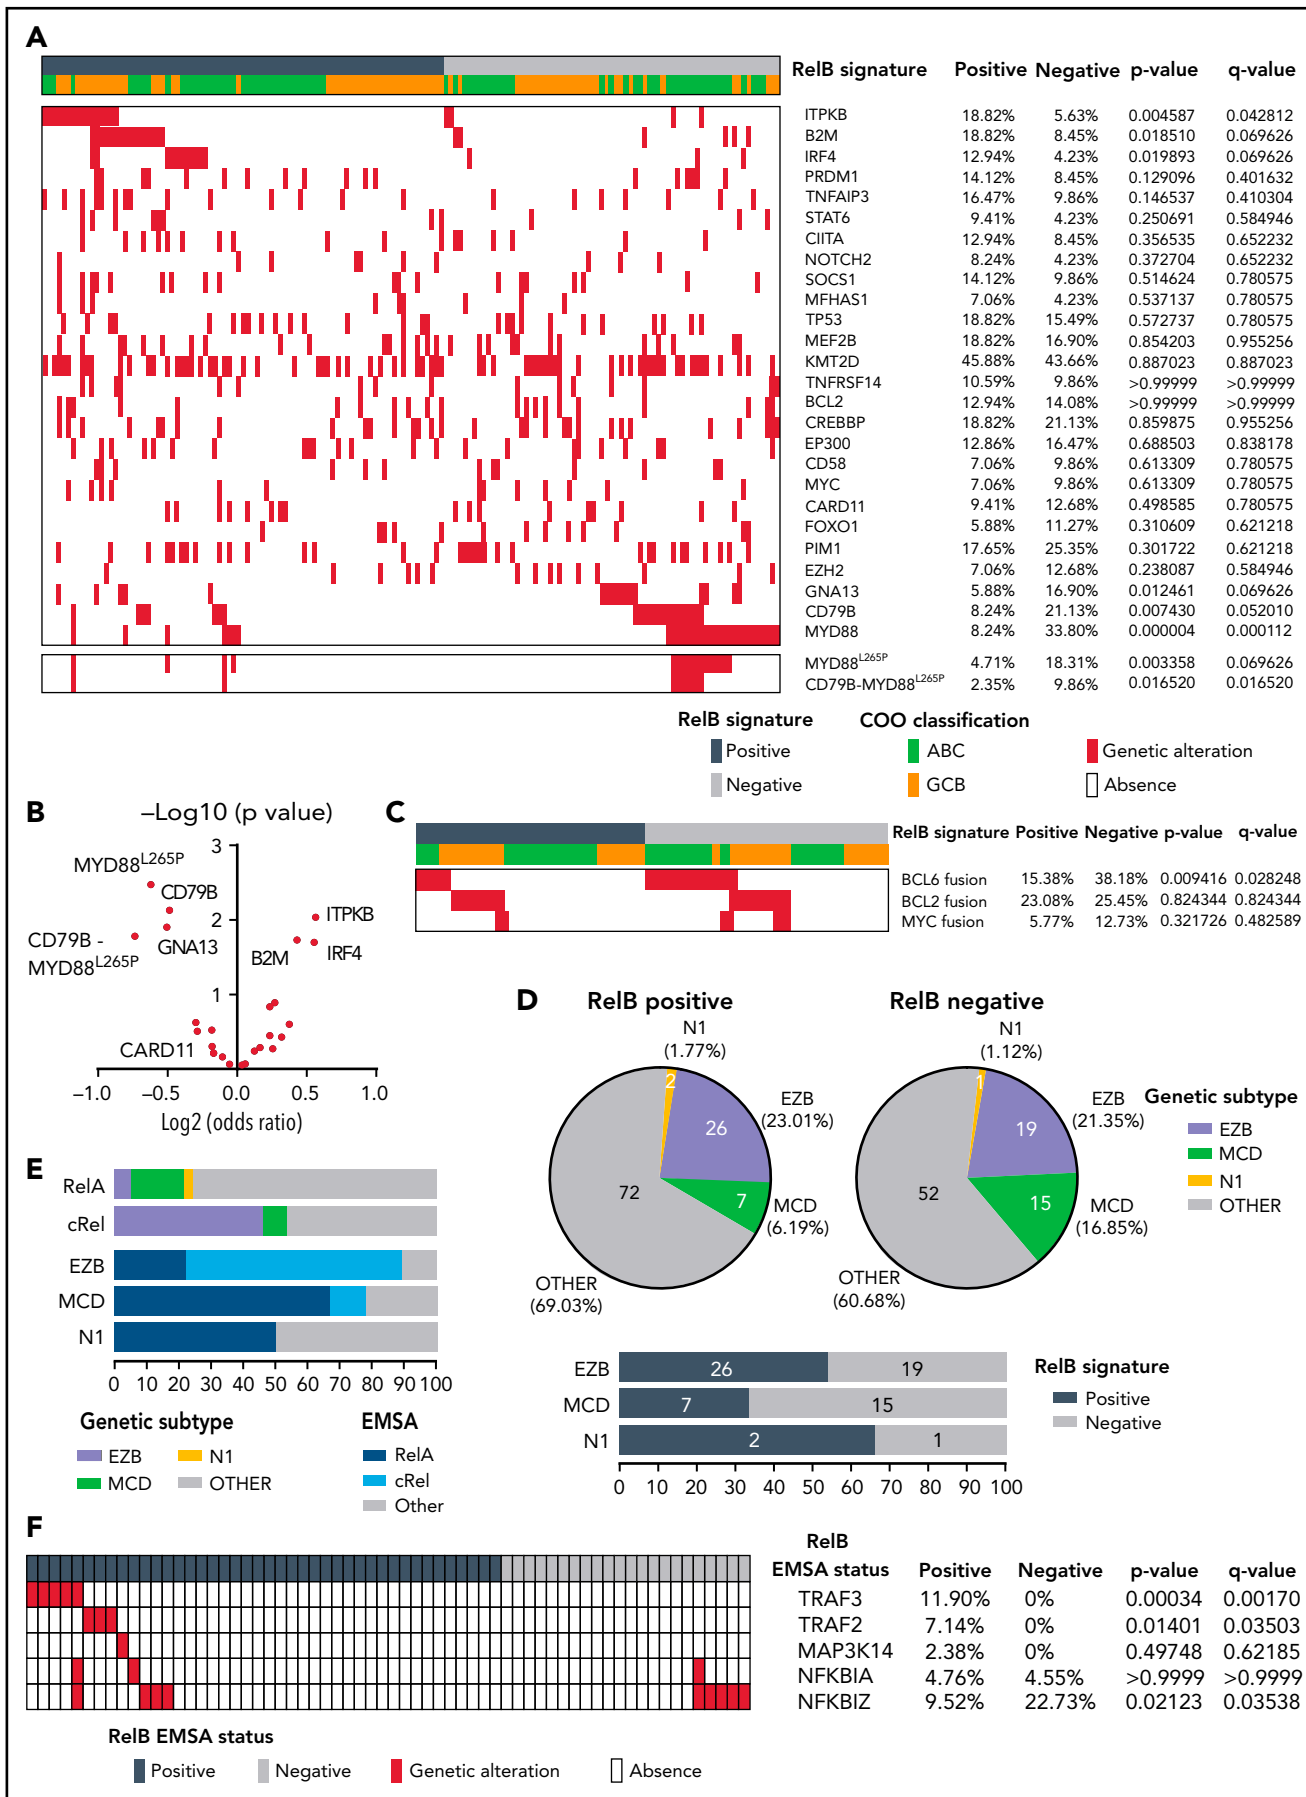 A
RelB signature Positive Negative p-value q-value
ITPKB 18.82% 5.63% 0.004587 0.042812
B2M 18.82% 8.45% 0.018510 0.069626
IRF4 12.94% 4.23% 0.019893 0.069626
PRDM1 14.12% 8.45% 0.129096 0.401632
TNFAIP3 16.47% 9.86% 0.146537 0.410304
STAT6 9.41% 4.23% 0.250691 0.584946
CIITA 12.94% 8.45% 0.356535 0.652232
NOTCH2 8.24% 4.23% 0.372704 0.652232
SOCS1 14.12% 9.86% 0.514624 0.780575
MFHAS1 7.06% 4.23% 0.537137 0.780575
TP53 18.82% 15.49% 0.572737 0.780575
MEF2B 18.82% 16.90% 0.854203 0.955256
KMT2D 45.88% 43.66% 0.887023 0.887023
TNFRSF14 10.59% 9.86% >0.99999 >0.99999
BCL2 12.94% 14.08% >0.99999 >0.99999
CREBBP 18.82% 21.13% 0.859875 0.955256
EP300 12.86% 16.47% 0.688503 0.838178
CD58 7.06% 9.86% 0.613309 0.780575
MYC 7.06% 9.86% 0.613309 0.780575
CARD11 9.41% 12.68% 0.498585 0.780575
FOXO1 5.88% 11.27% 0.310609 0.621218
PIM1 17.65% 25.35% 0.301722 0.621218
EZH2 7.06% 12.68% 0.238087 0.584946
GNA13 5.88% 16.90% 0.012461 0.069626
CD79B 8.24% 21.13% 0.007430 0.052010
MYD88 8.24% 33.80% 0.000004 0.000112
MYD88L265P 4.71% 18.31% 0.003358 0.069626
CD79B-MYD88L265P 2.35% 9.86% 0.016520 0.016520
RelB signature COO classification
Positive ABC Genetic alteration
Negative GCB Absence
B
–Log10 (p value)
3
2
1
MYD88L265P
CD79B
ITPKB
GNA13
CD79B -
MYD88L265P
B2M
IRF4
CARD11
–1.0 –0.5 0.0 0.5 1.0
Log2 (odds ratio)
C
RelB signature Positive Negative p-value q-value
BCL6 fusion 15.38% 38.18% 0.009416 0.028248
BCL2 fusion 23.08% 25.45% 0.824344 0.824344
MYC fusion 5.77% 12.73% 0.321726 0.482589
D
RelB positive
N1
(1.77%)
2
EZB
(23.01%)
26
7
MCD
(6.19%)
72
OTHER
(69.03%)
RelB negative
N1
(1.12%)
1
EZB
(21.35%)
19
15
MCD
(16.85%)
52
OTHER
(60.68%)
Genetic subtype
EZB
MCD
N1
OTHER
EZB 26 19
MCD 7 15
N1 2 1
0 10 20 30 40 50 60 70 80 90 100
RelB signature
Positive
Negative
E
RelA
cRel
EZB
MCD
N1
0 10 20 30 40 50 60 70 80 90 100
Genetic subtype
EZB N1
MCD OTHER
EMSA
RelA
cRel
Other
F
RelB
EMSA status Positive Negative p-value q-value
TRAF3 11.90% 0% 0.00034 0.00170
TRAF2 7.14% 0% 0.01401 0.03503
MAP3K14 2.38% 0% 0.49748 0.62185
NFKBIA 4.76% 4.55% >0.9999 >0.9999
NFKBIZ 9.52% 22.73% 0.02123 0.03538
RelB EMSA status
Positive Negative Genetic alteration Absence